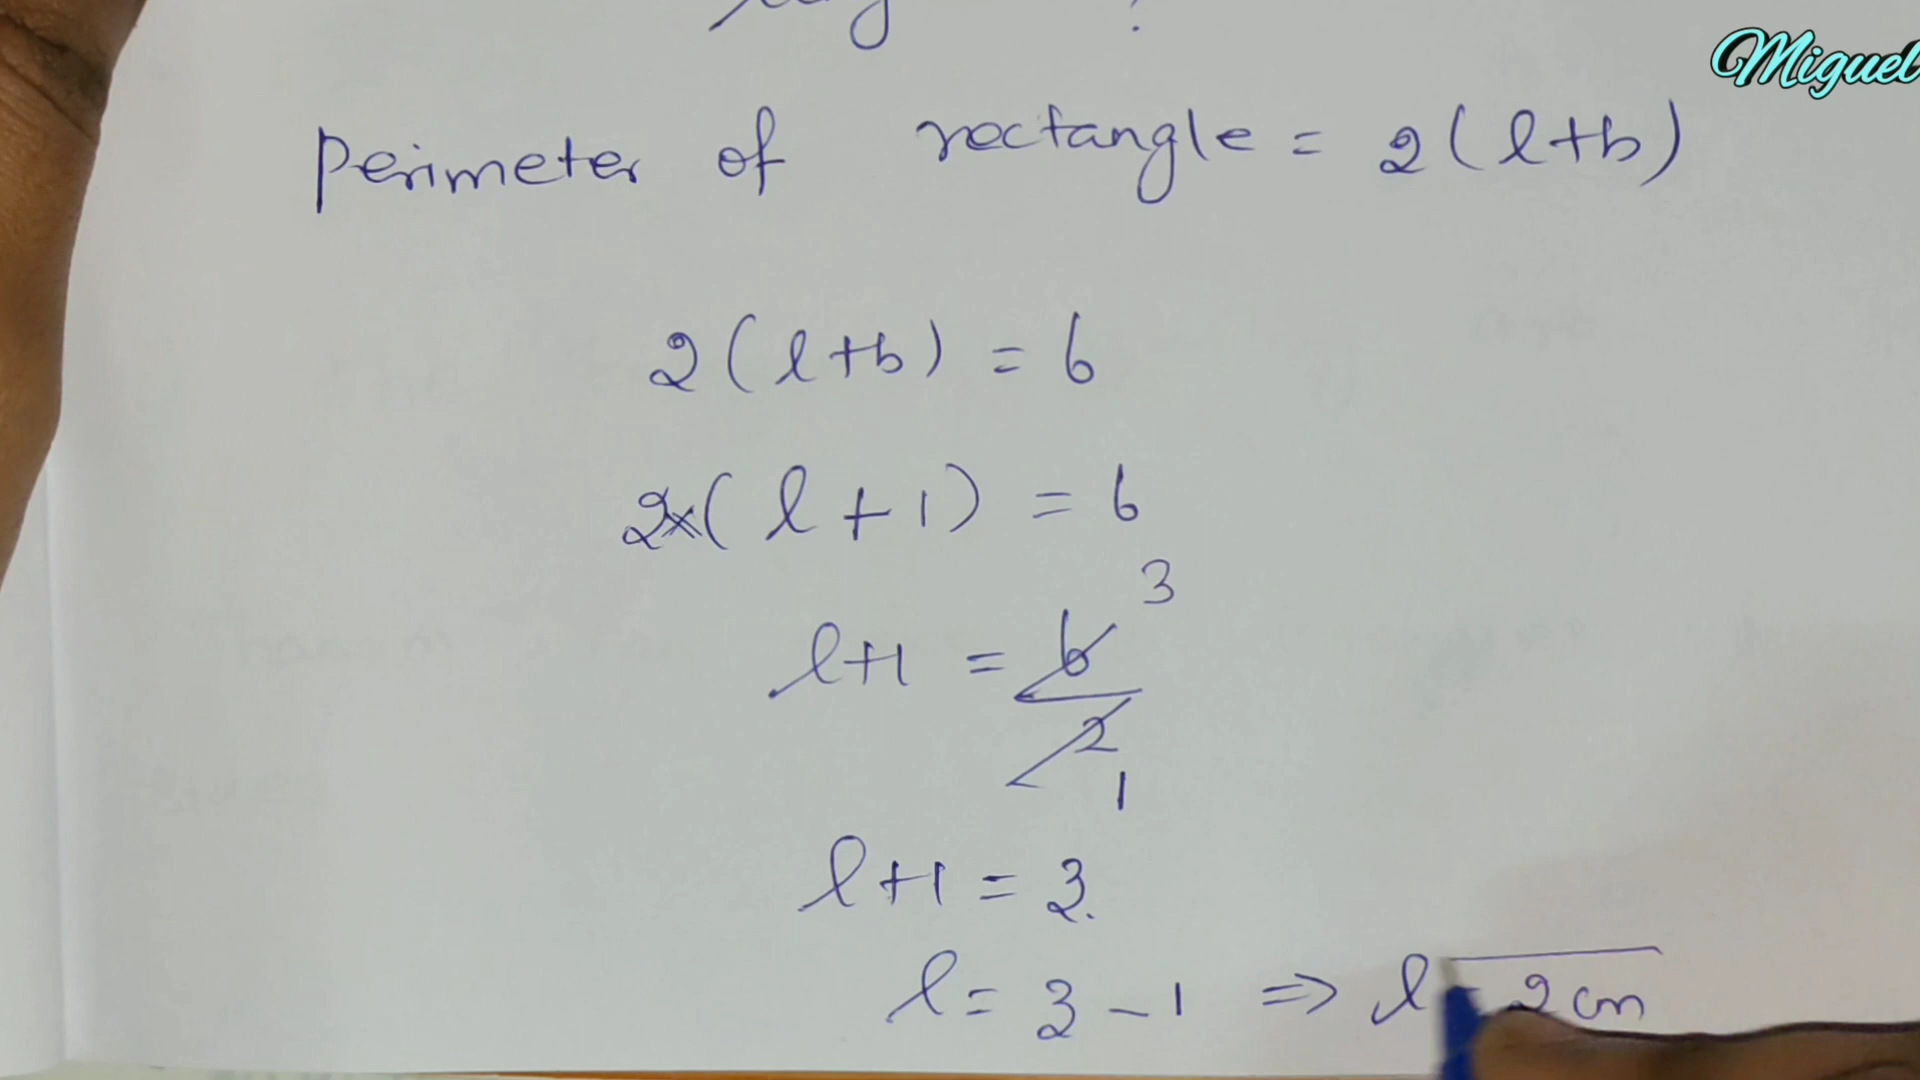 Miguel
Perimeter of rectangle = 2(l+b)
2(l+b) = 6
2×(l+1) = 6
3
l+1 = 6/2
1
l+1 = 3.
l = 3-1 => l = 2cm